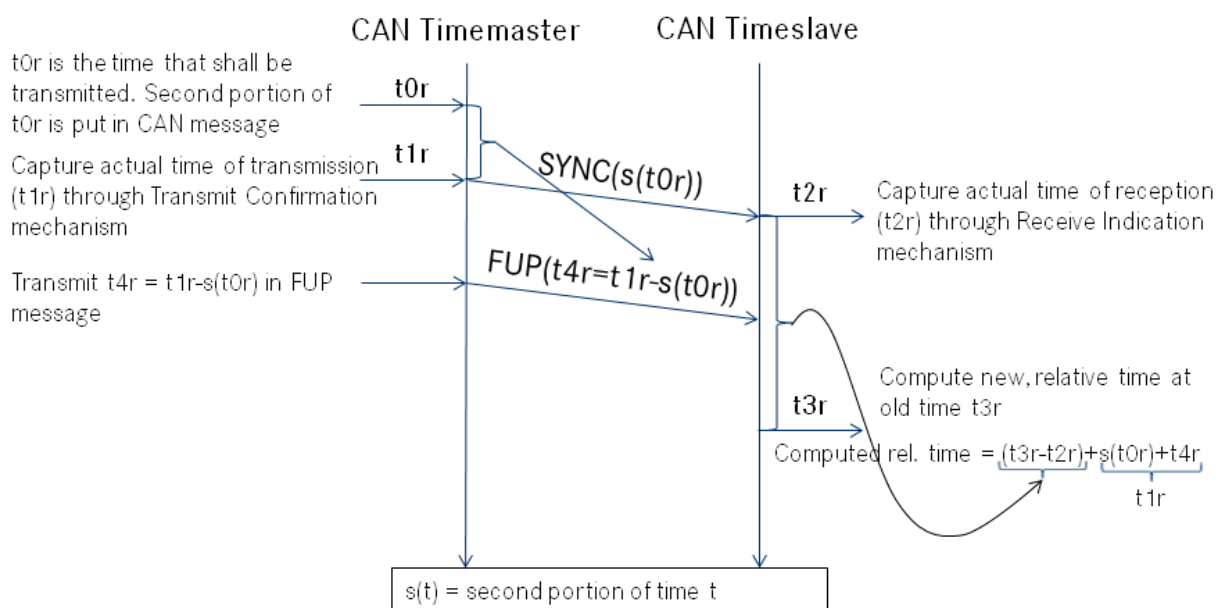 CAN Timemaster
CAN Timeslave
t0r is the time that shall be
transmitted. Second portion of
t0r is put in CAN message
t0r
Capture actual time of transmission
(t1r) through Transmit Confirmation
mechanism
t1r
SYNC(s(t0r))
t2r
Capture actual time of reception
(t2r) through Receive Indication
mechanism
Transmit t4r = t1r-s(t0r) in FUP
message
FUP(t4r=t1r-s(t0r))
t3r
Compute new, relative time at
old time t3r
Computed rel. time = (t3r-t2r)+s(t0r)+t4r
t1r
s(t) = second portion of time t